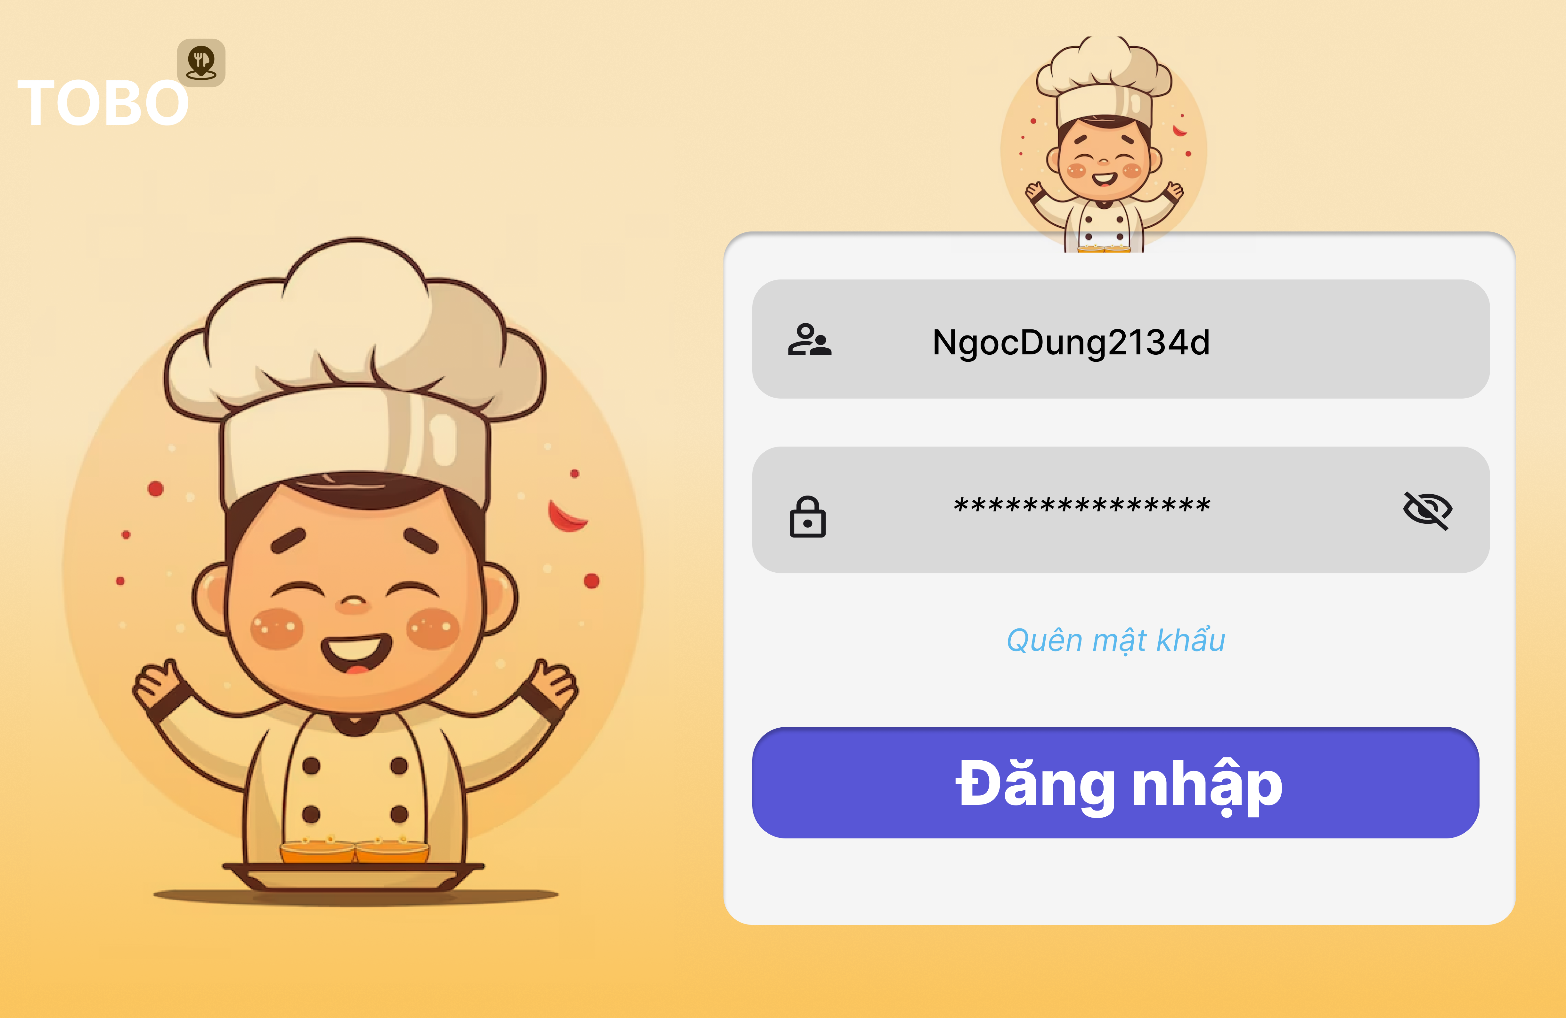 TOBO
NgocDung2134d
***************
Quên mật khẩu
Đăng nhập